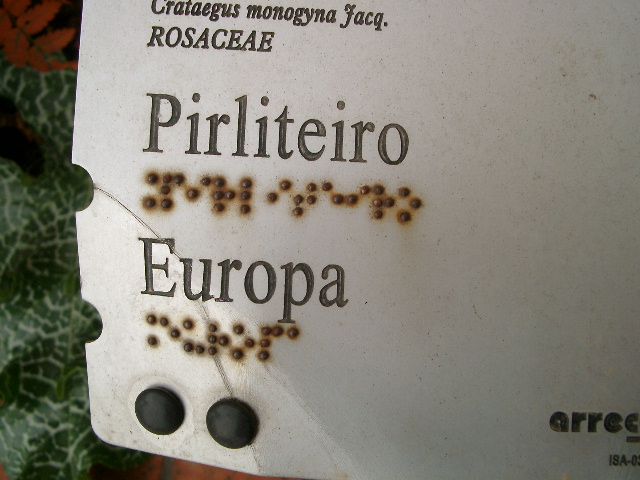 Crataegus monogyna Jacq.
ROSACEAE
Pirliteiro
Europa